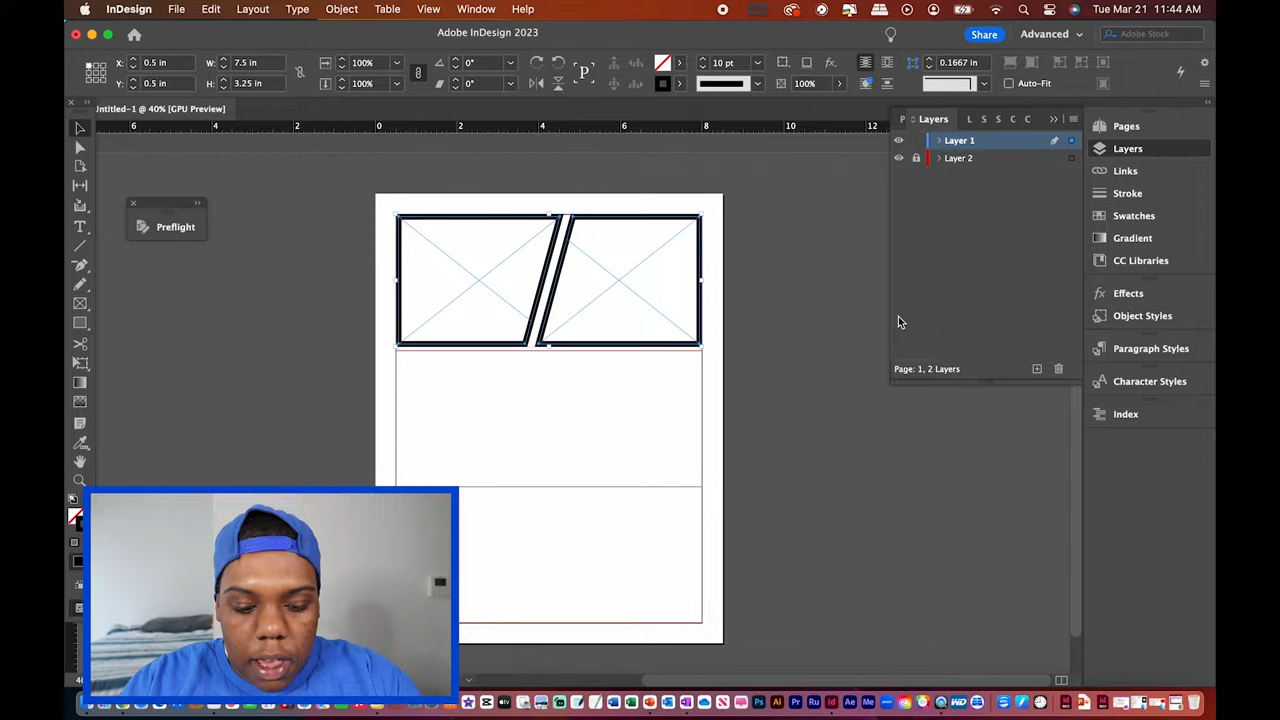 InDesign File Edit Layout Type Object Table View Window Help Tue Mar 21 11:44 AM
Adobe InDesign 2023 Share Advanced Adobe Stock
X: 0.5 in W: 7.5 in 100% 0° P 10 pt fx. 0.1667 in
Y: 0.5 in H: 3.25 in 100% 0° 100% Auto-Fit
Untitled-1 @ 40% [GPU Preview]
6 2 0 2 4 6 8 10 12
P Layers L S S C C
Layer 1
Layer 2
Page: 1, 2 Layers
Preflight
Pages
Layers
Links
Stroke
Swatches
Gradient
CC Libraries
fx Effects
Object Styles
Paragraph Styles
Character Styles
Index